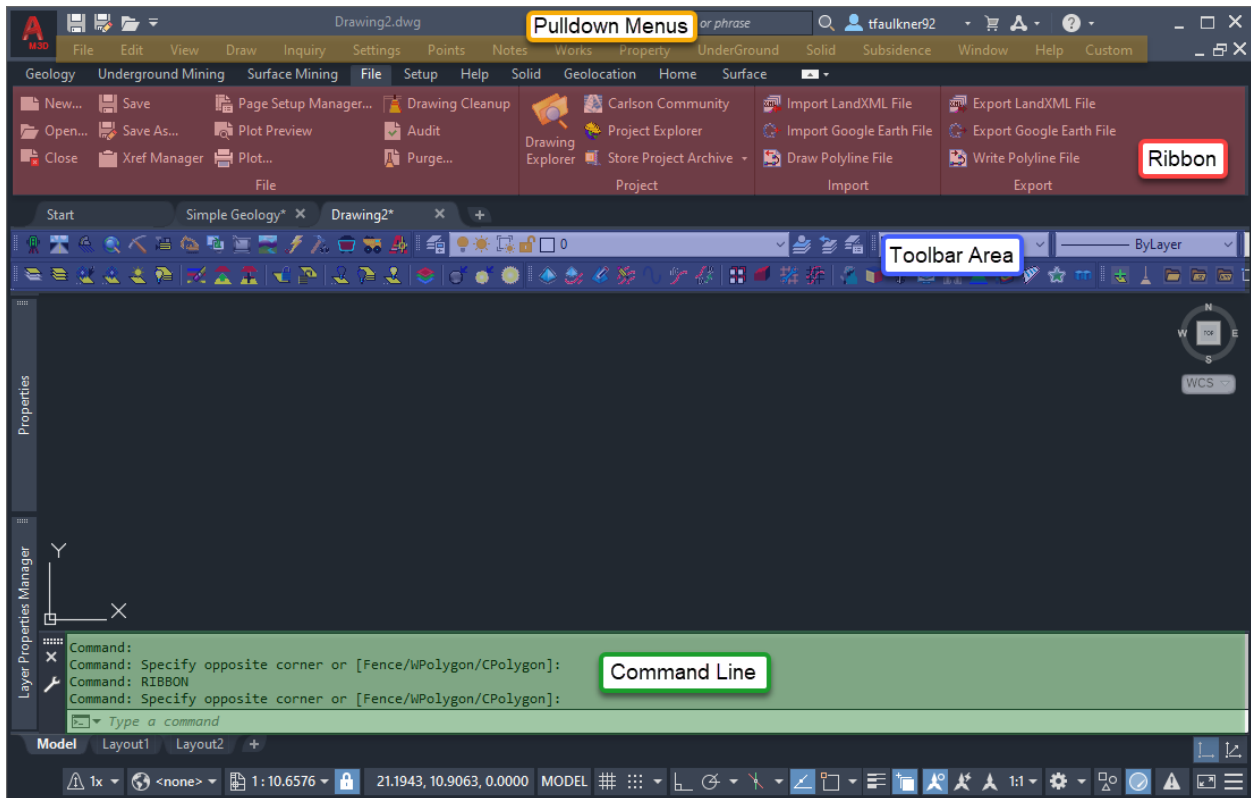 Drawing2.dwg
Pulldown Menus
or phrase
tfaulkner92
M3D
File Edit View Draw Inquiry Settings Points Notes Works Property UnderGround Solid Subsidence Window Help Custom
Geology Underground Mining Surface Mining File Setup Help Solid Geolocation Home Surface
New... Save Page Setup Manager... Drawing Cleanup Carlson Community Import LandXML File Export LandXML File
Open... Save As... Plot Preview Audit Drawing Explorer Project Explorer Import Google Earth File Export Google Earth File
Close Xref Manager Plot... Purge... Store Project Archive Draw Polyline File Write Polyline File
Ribbon
File Project Import Export
Start Simple Geology* Drawing2* +
0 ByLayer
Toolbar Area
N
W TOP E
S
WCS
Properties
Layer Properties Manager
Y
X
Command:
Command: Specify opposite corner or [Fence/WPolygon/CPolygon]:
Command: RIBBON
Command: Specify opposite corner or [Fence/WPolygon/CPolygon]:
Command Line
Type a command
Model Layout1 Layout2 +
1x <none> 1:10.6576 21.1943, 10.9063, 0.0000 MODEL 1:1